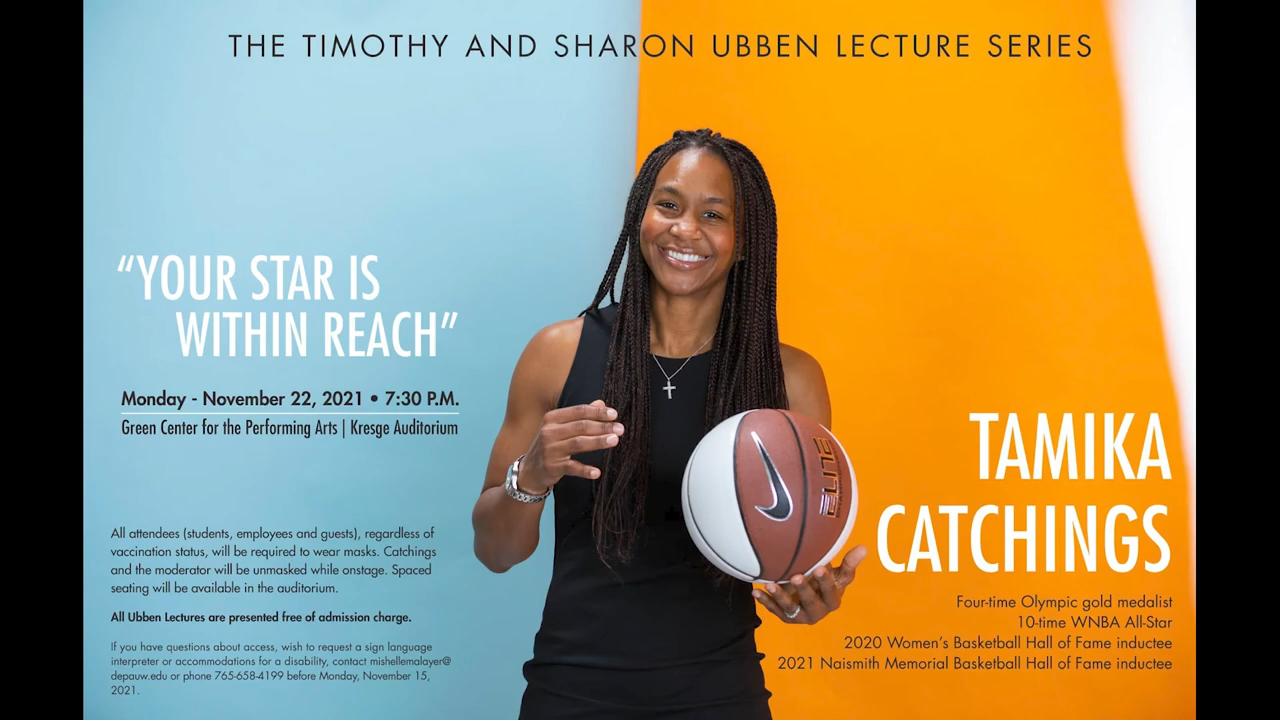 THE TIMOTHY AND SHARON UBBEN LECTURE SERIES
“YOUR STAR IS
WITHIN REACH”
Monday - November 22, 2021 • 7:30 P.M.
Green Center for the Performing Arts | Kresge Auditorium
All attendees (students, employees and guests), regardless of
vaccination status, will be required to wear masks. Catchings
and the moderator will be unmasked while onstage. Spaced
seating will be available in the auditorium.
All Ubben Lectures are presented free of admission charge.
If you have questions about access, wish to request a sign language
interpreter or accommodations for a disability, contact mishellemalayer@
depauw.edu or phone 765-658-4199 before Monday, November 15,
2021.
ELITE
TAMIKA
CATCHINGS
Four-time Olympic gold medalist
10-time WNBA All-Star
2020 Women’s Basketball Hall of Fame inductee
2021 Naismith Memorial Basketball Hall of Fame inductee